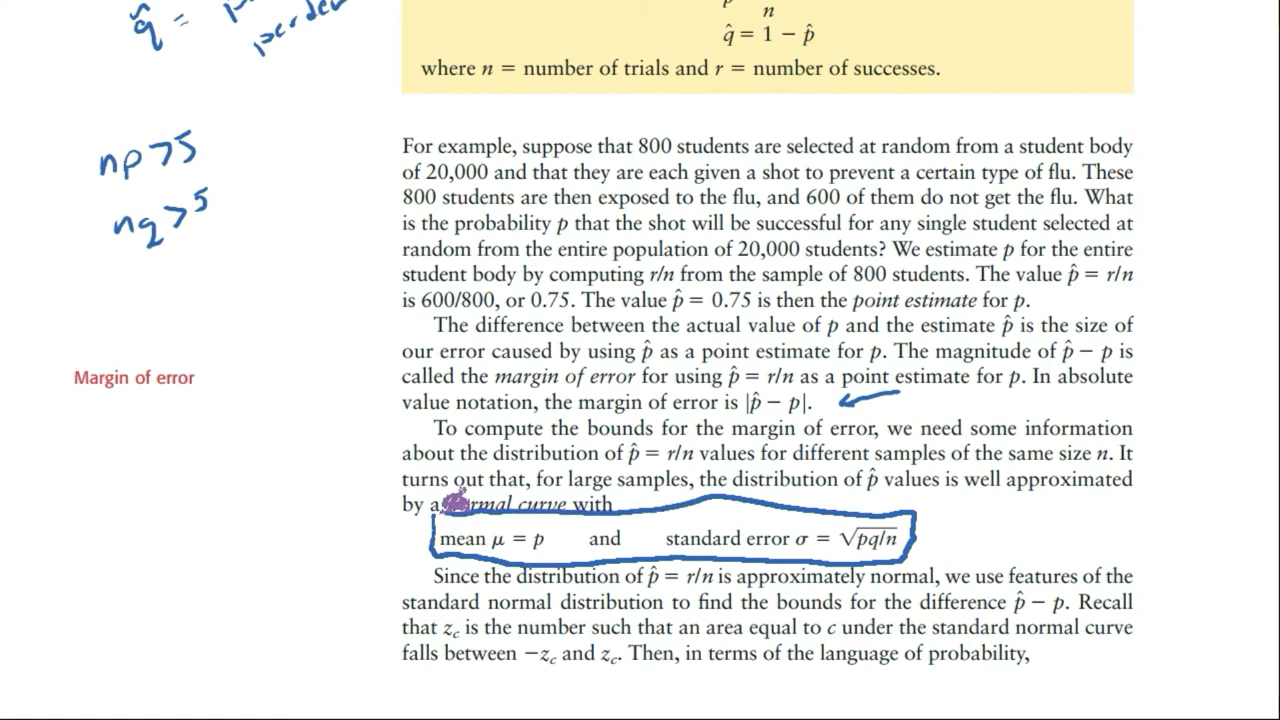 q̂ =
n
q̂ = 1 − p̂
where n = number of trials and r = number of successes.
np>5
nq>5
For example, suppose that 800 students are selected at random from a student body
of 20,000 and that they are each given a shot to prevent a certain type of flu. These
800 students are then exposed to the flu, and 600 of them do not get the flu. What
is the probability p that the shot will be successful for any single student selected at
random from the entire population of 20,000 students? We estimate p for the entire
student body by computing r/n from the sample of 800 students. The value p̂ = r/n
is 600/800, or 0.75. The value p̂ = 0.75 is then the point estimate for p.
The difference between the actual value of p and the estimate p̂ is the size of
our error caused by using p̂ as a point estimate for p. The magnitude of p̂ − p is
Margin of error
called the margin of error for using p̂ = r/n as a point estimate for p. In absolute
value notation, the margin of error is |p̂ − p|.
To compute the bounds for the margin of error, we need some information
about the distribution of p̂ = r/n values for different samples of the same size n. It
turns out that, for large samples, the distribution of p̂ values is well approximated
by a rmal curve with
mean μ = p and standard error σ = √pq/n
Since the distribution of p̂ = r/n is approximately normal, we use features of the
standard normal distribution to find the bounds for the difference p̂ − p. Recall
that z_c is the number such that an area equal to c under the standard normal curve
falls between −z_c and z_c. Then, in terms of the language of probability,